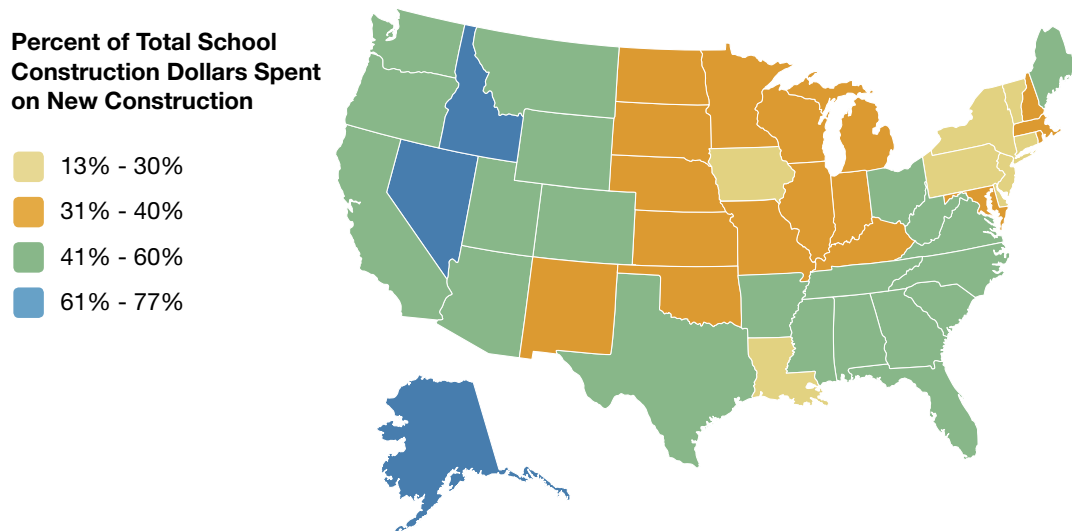 Percent of Total School
Construction Dollars Spent
on New Construction
13% - 30%
31% - 40%
41% - 60%
61% - 77%